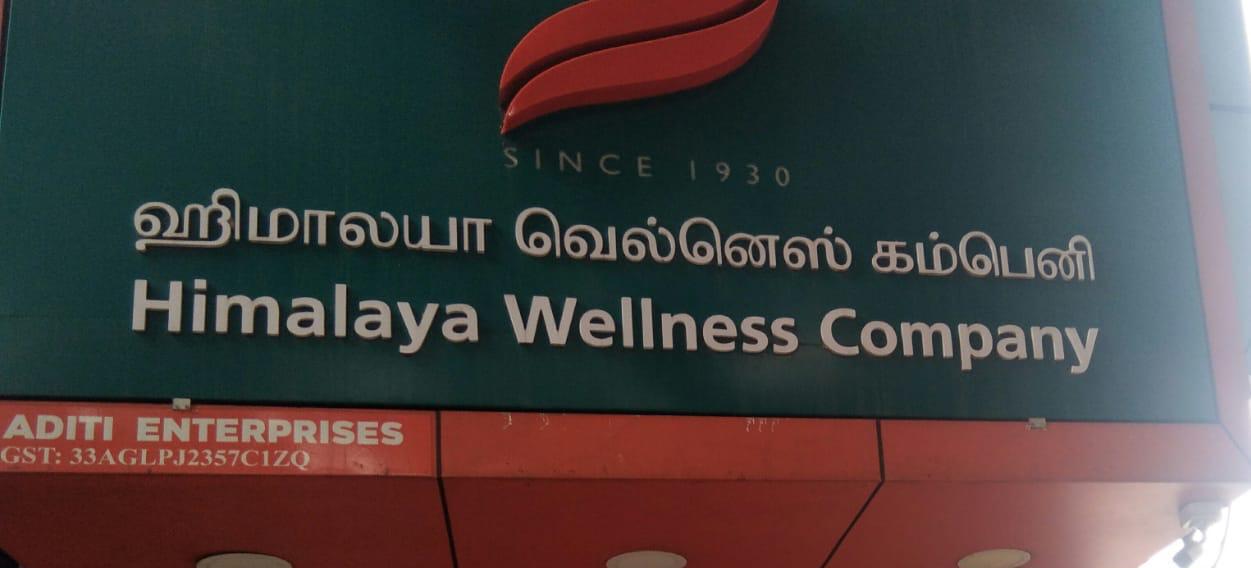 SINCE 1930
ஹிமாலயா வெல்னெஸ் கம்பெனி
Himalaya Wellness Company
ADITI ENTERPRISES
GST: 33AGLPJ2357C1ZQ